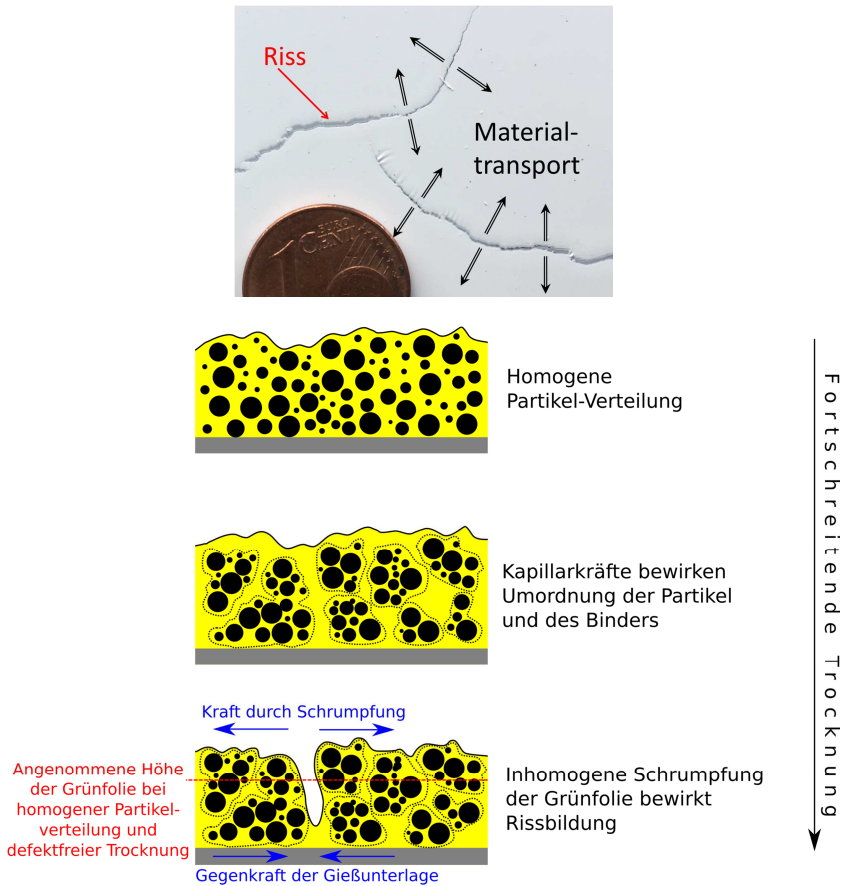 Riss
Material-
transport
1
EURO
CENT
Homogene
Partikel-Verteilung
Kapillarkräfte bewirken
Umordnung der Partikel
und des Binders
Kraft durch Schrumpfung
Angenommene Höhe
der Grünfolie bei
homogener Partikel-
verteilung und
defektfreier Trocknung
Inhomogene Schrumpfung
der Grünfolie bewirkt
Rissbildung
Gegenkraft der Gießunterlage
Fortschreitende Trocknung